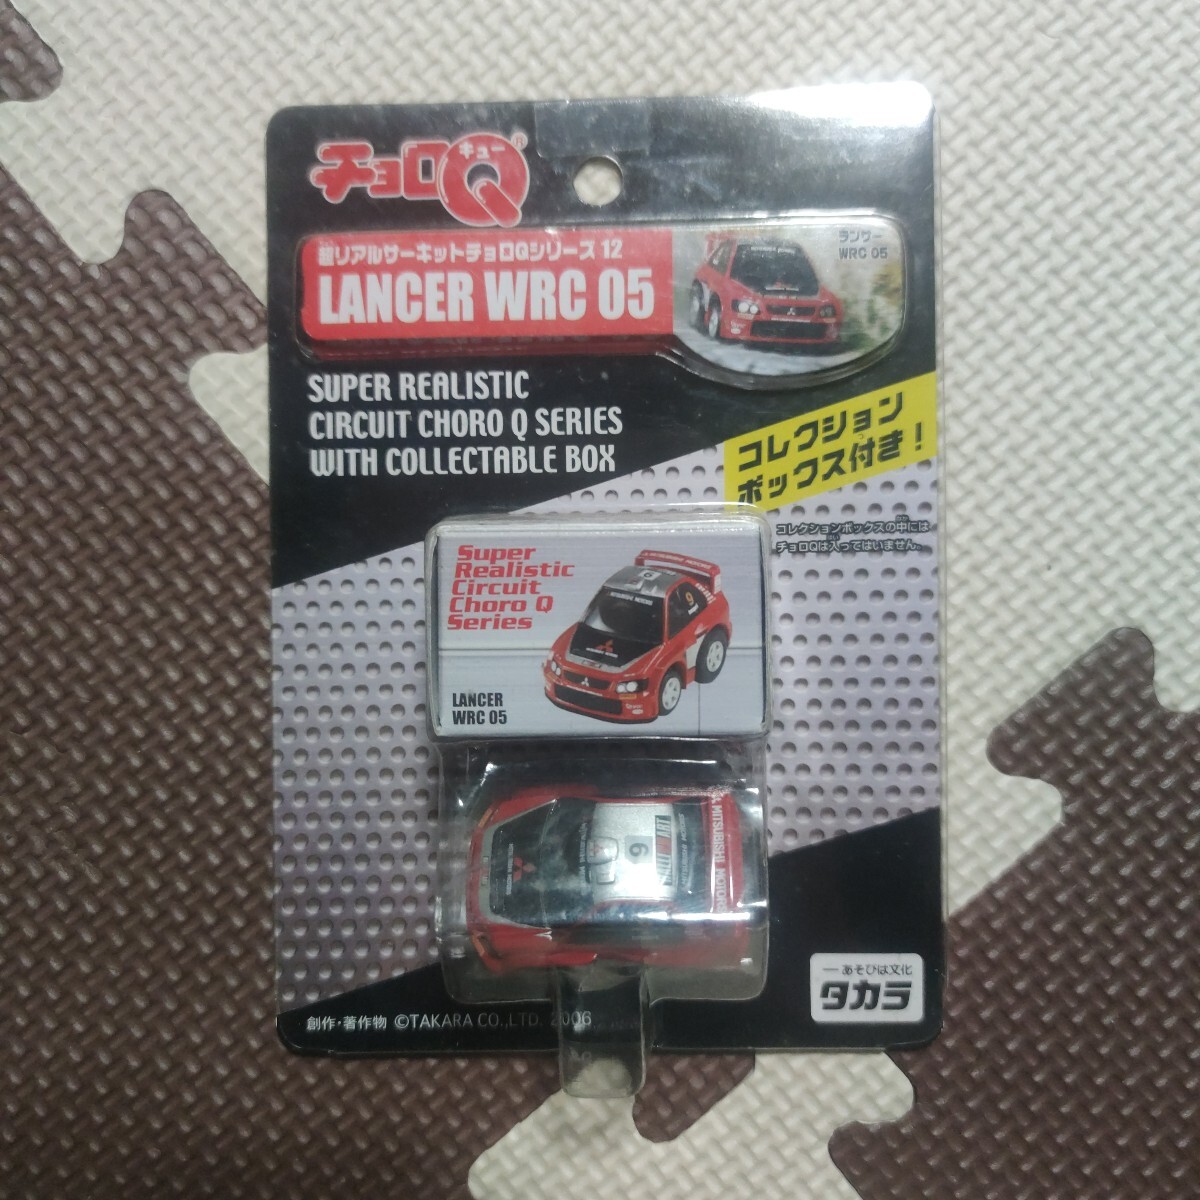 チョロQ®
キュー
超リアルサーキットチョロQシリーズ 12
LANCER WRC 05
ランサー
WRC 05
SUPER REALISTIC
CIRCUIT CHORO Q SERIES
WITH COLLECTABLE BOX
コレクション
ボックス付き!
コレクションボックスの中には
チョロQは入ってはいません。
Super
Realistic
Circuit
Choro Q
Series
9
LANCER
WRC 05
9
RALLIART
MITSUBISHI MOTORS
一あそびは文化
タカラ
創作・著作物 ©TAKARA CO.,LTD. 2006